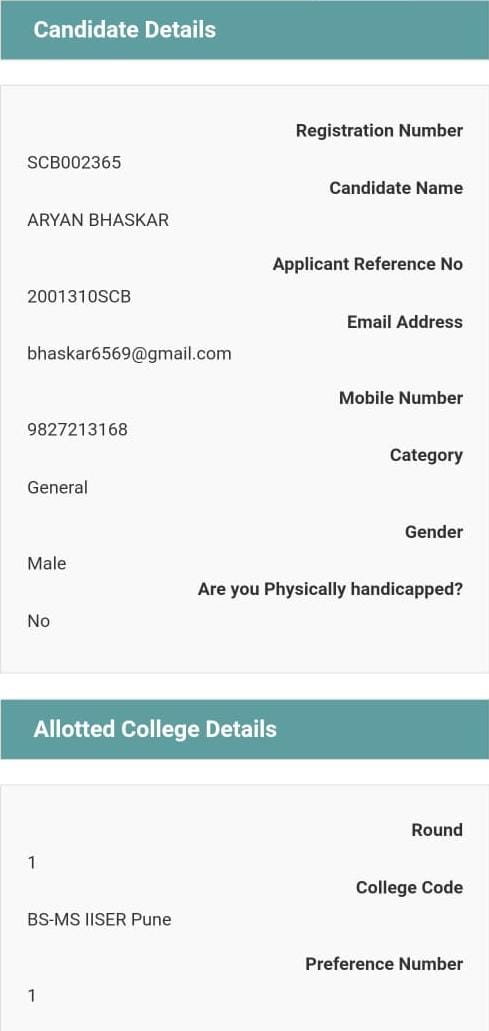 Candidate Details
Registration Number
SCB002365
Candidate Name
ARYAN BHASKAR
Applicant Reference No
2001310SCB
Email Address
bhaskar6569@gmail.com
Mobile Number
9827213168
Category
General
Gender
Male
Are you Physically handicapped?
No
Allotted College Details
Round
1
College Code
BS-MS IISER Pune
Preference Number
1